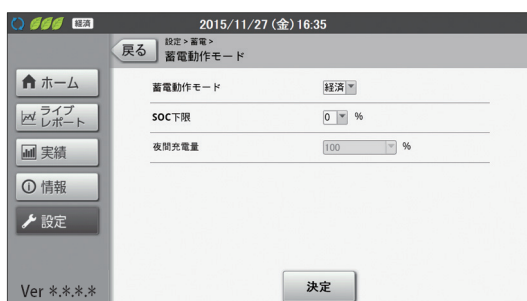 経済 2015/11/27 (金) 16:35
戻る
設定 > 蓄電 >
蓄電動作モード
ホーム
ライブ
レポート
実績
情報
設定
Ver *.*.*.*
蓄電動作モード 経済
SOC下限 0 %
夜間充電量 100 %
決定